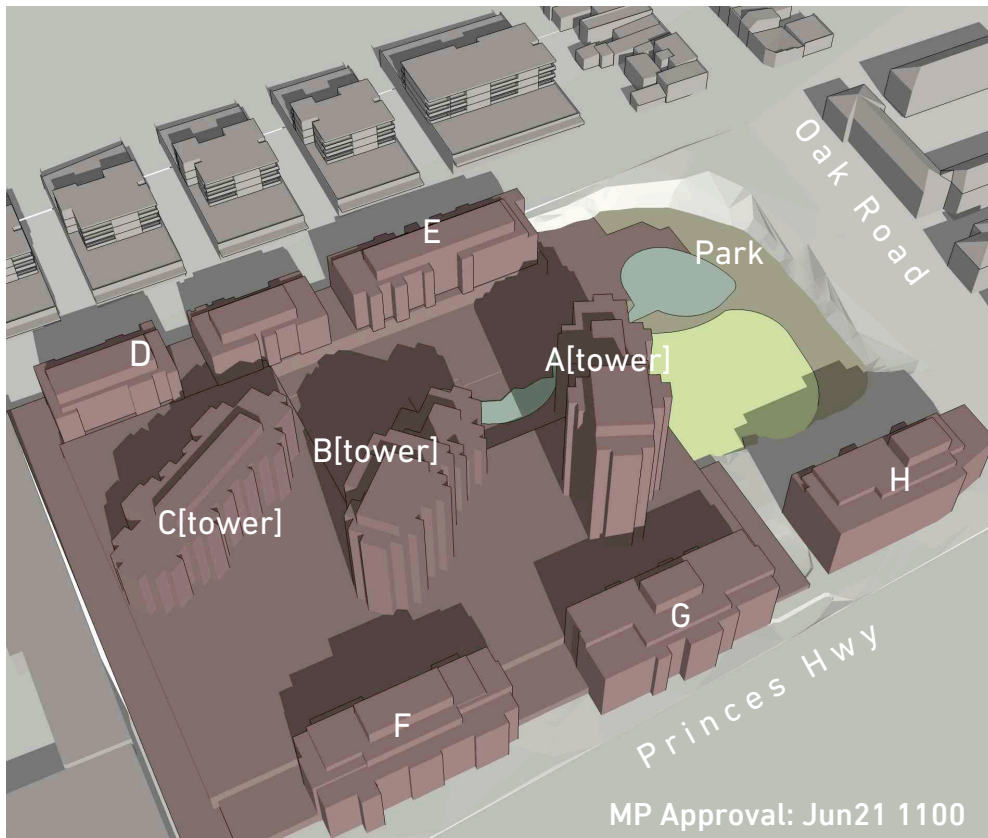 Oak Road
E
Park
D
A[tower]
B[tower]
H
C[tower]
G
F
Princes Hwy
MP Approval: Jun21 1100